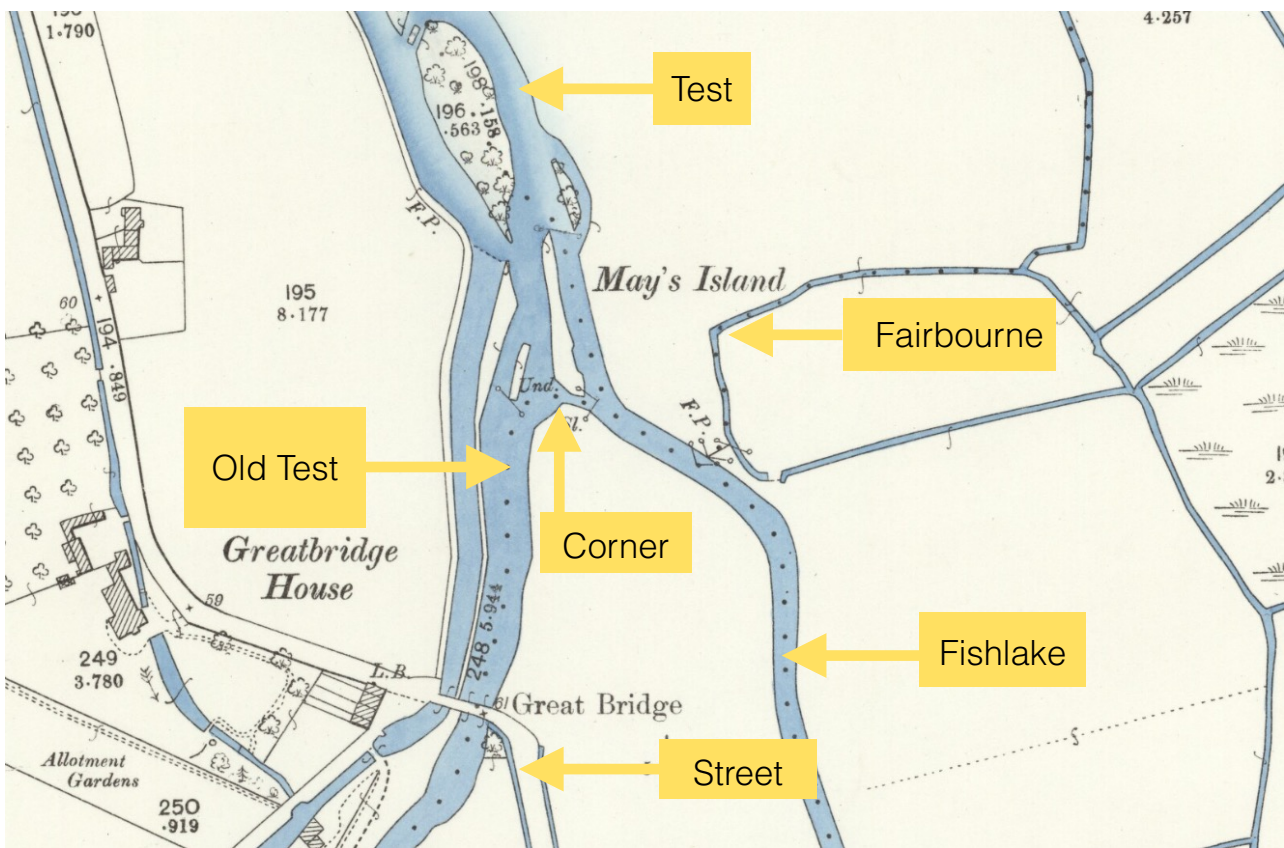 1·790
4·257
Test
198
·158
196
·563
F.P.
May's Island
195
8·177
60
194
·849
Fairbourne
Und.
Sl.
F.P.
Old Test
Corner
Greatbridge
House
59
248 5·944
Fishlake
249
3·780
L.B.
61
Great Bridge
Street
Allotment
Gardens
250
·919